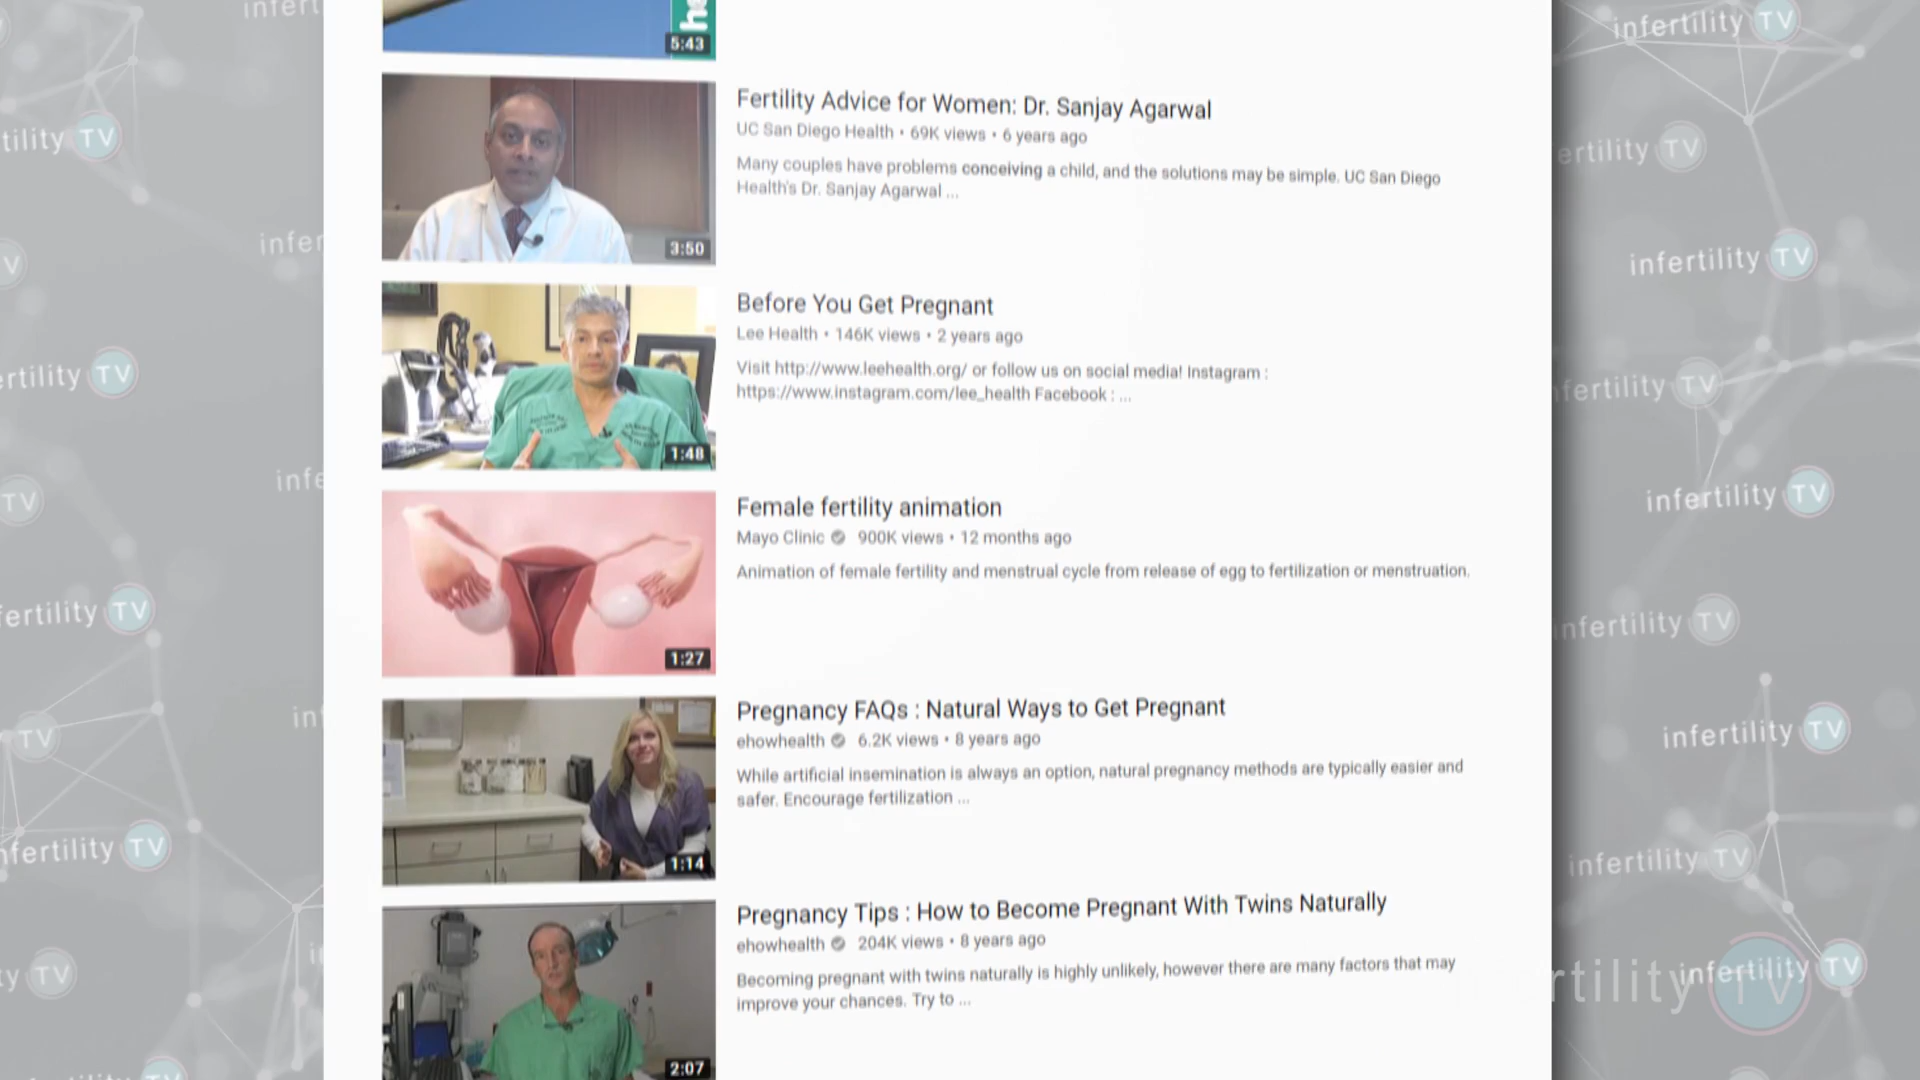 he
5:43
Fertility Advice for Women: Dr. Sanjay Agarwal
UC San Diego Health • 69K views • 6 years ago
Many couples have problems conceiving a child, and the solutions may be simple. UC San Diego
Health's Dr. Sanjay Agarwal ...
3:50
Before You Get Pregnant
Lee Health • 146K views • 2 years ago
Visit http://www.leehealth.org/ or follow us on social media! Instagram :
https://www.instagram.com/lee_health Facebook : ...
1:48
Female fertility animation
Mayo Clinic 900K views • 12 months ago
Animation of female fertility and menstrual cycle from release of egg to fertilization or menstruation.
1:27
Pregnancy FAQs : Natural Ways to Get Pregnant
ehowhealth 6.2K views • 8 years ago
While artificial insemination is always an option, natural pregnancy methods are typically easier and
safer. Encourage fertilization ...
1:14
Pregnancy Tips : How to Become Pregnant With Twins Naturally
ehowhealth 204K views • 8 years ago
Becoming pregnant with twins naturally is highly unlikely, however there are many factors that may
improve your chances. Try to ...
2:07
infertility TV
infertility TV
infertility TV
infertility TV
infertility TV